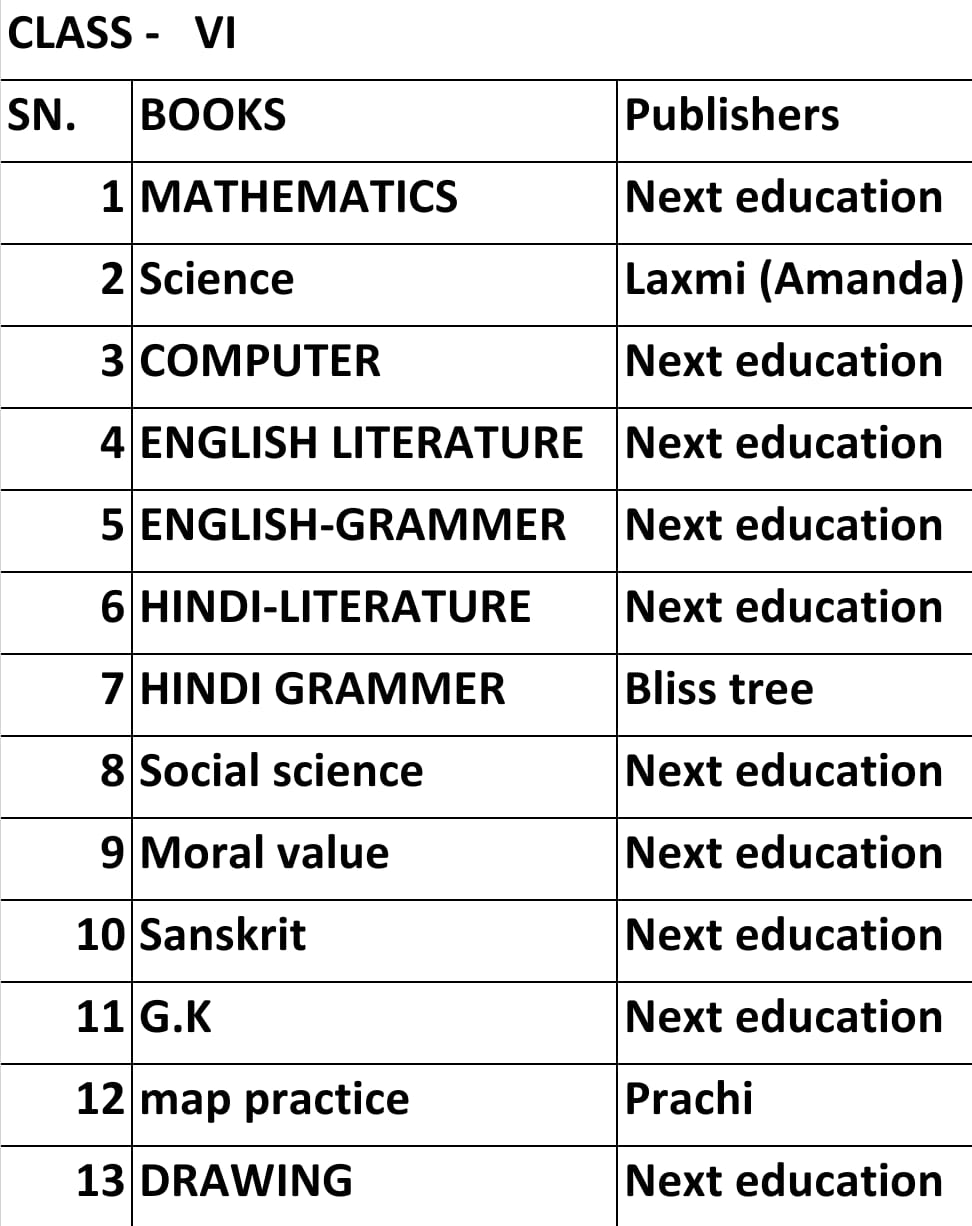 CLASS -   VI
SN. BOOKS Publishers
1 MATHEMATICS Next education
2 Science Laxmi (Amanda)
3 COMPUTER Next education
4 ENGLISH LITERATURE Next education
5 ENGLISH-GRAMMER Next education
6 HINDI-LITERATURE Next education
7 HINDI GRAMMER Bliss tree
8 Social science Next education
9 Moral value Next education
10 Sanskrit Next education
11 G.K Next education
12 map practice Prachi
13 DRAWING Next education